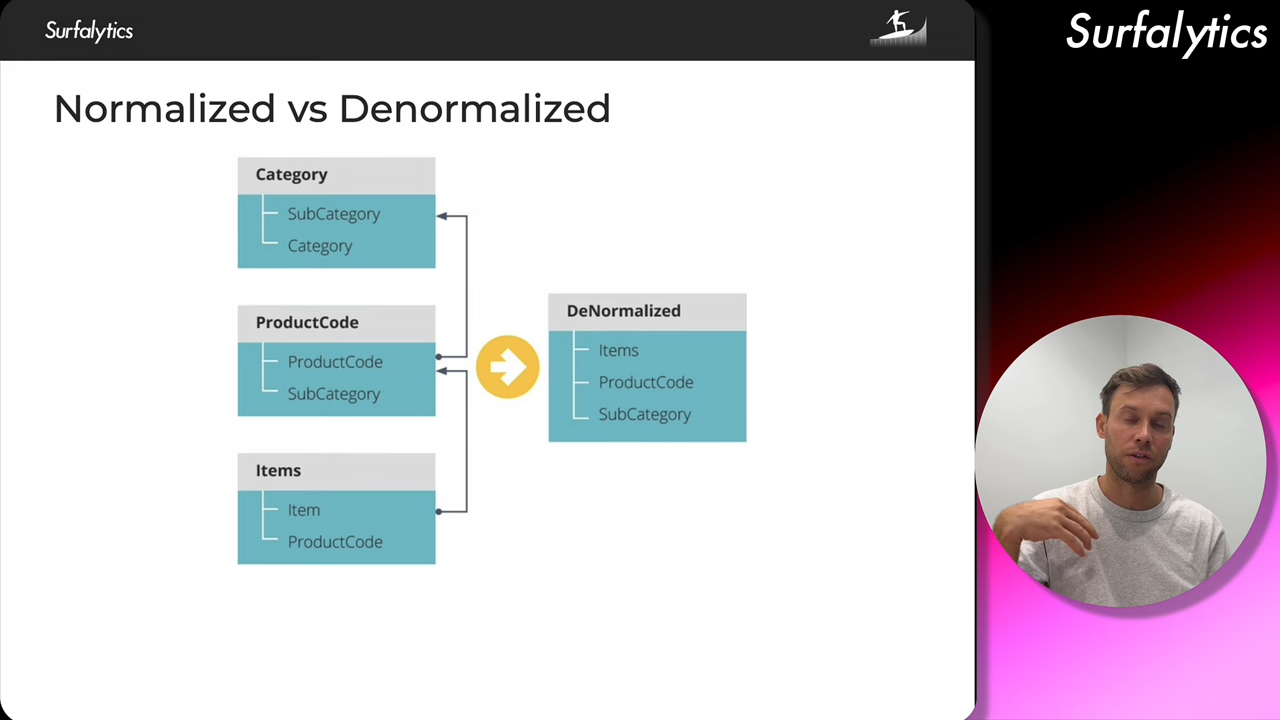 Surfalytics
Surfalytics
Normalized vs Denormalized
Category
SubCategory
Category
ProductCode
ProductCode
SubCategory
Items
Item
ProductCode
DeNormalized
Items
ProductCode
SubCategory